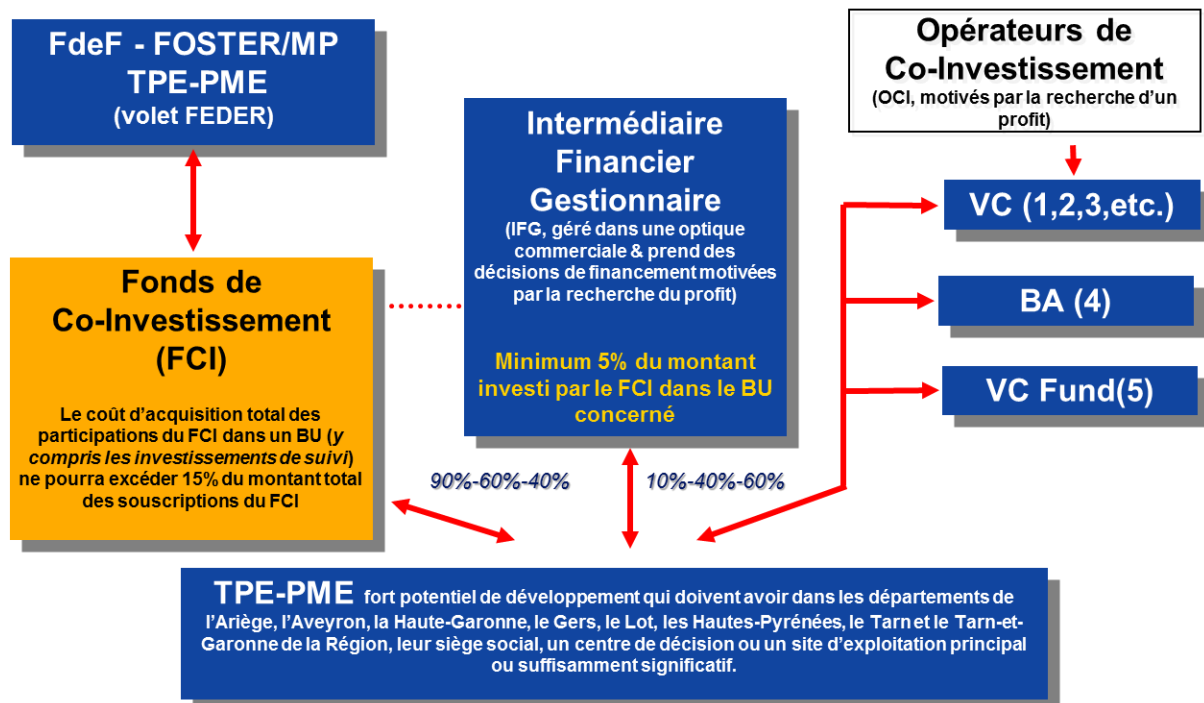 FdeF - FOSTER/MP
TPE-PME
(volet FEDER)
Intermédiaire
Financier
Gestionnaire
(IFG, géré dans une optique
commerciale & prend des
décisions de financement motivées
par la recherche du profit)
Minimum 5% du montant
investi par le FCI dans le BU
concerné
Opérateurs de
Co-Investissement
(OCI, motivés par la recherche d'un
profit)
VC (1,2,3,etc.)
BA (4)
VC Fund(5)
Fonds de
Co-Investissement
(FCI)
Le coût d'acquisition total des
participations du FCI dans un BU (y
compris les investissements de suivi)
ne pourra excéder 15% du montant total
des souscriptions du FCI
90%-60%-40%
10%-40%-60%
TPE-PME fort potentiel de développement qui doivent avoir dans les départements de
l'Ariège, l'Aveyron, la Haute-Garonne, le Gers, le Lot, les Hautes-Pyrénées, le Tarn et le Tarn-et-
Garonne de la Région, leur siège social, un centre de décision ou un site d'exploitation principal
ou suffisamment significatif.